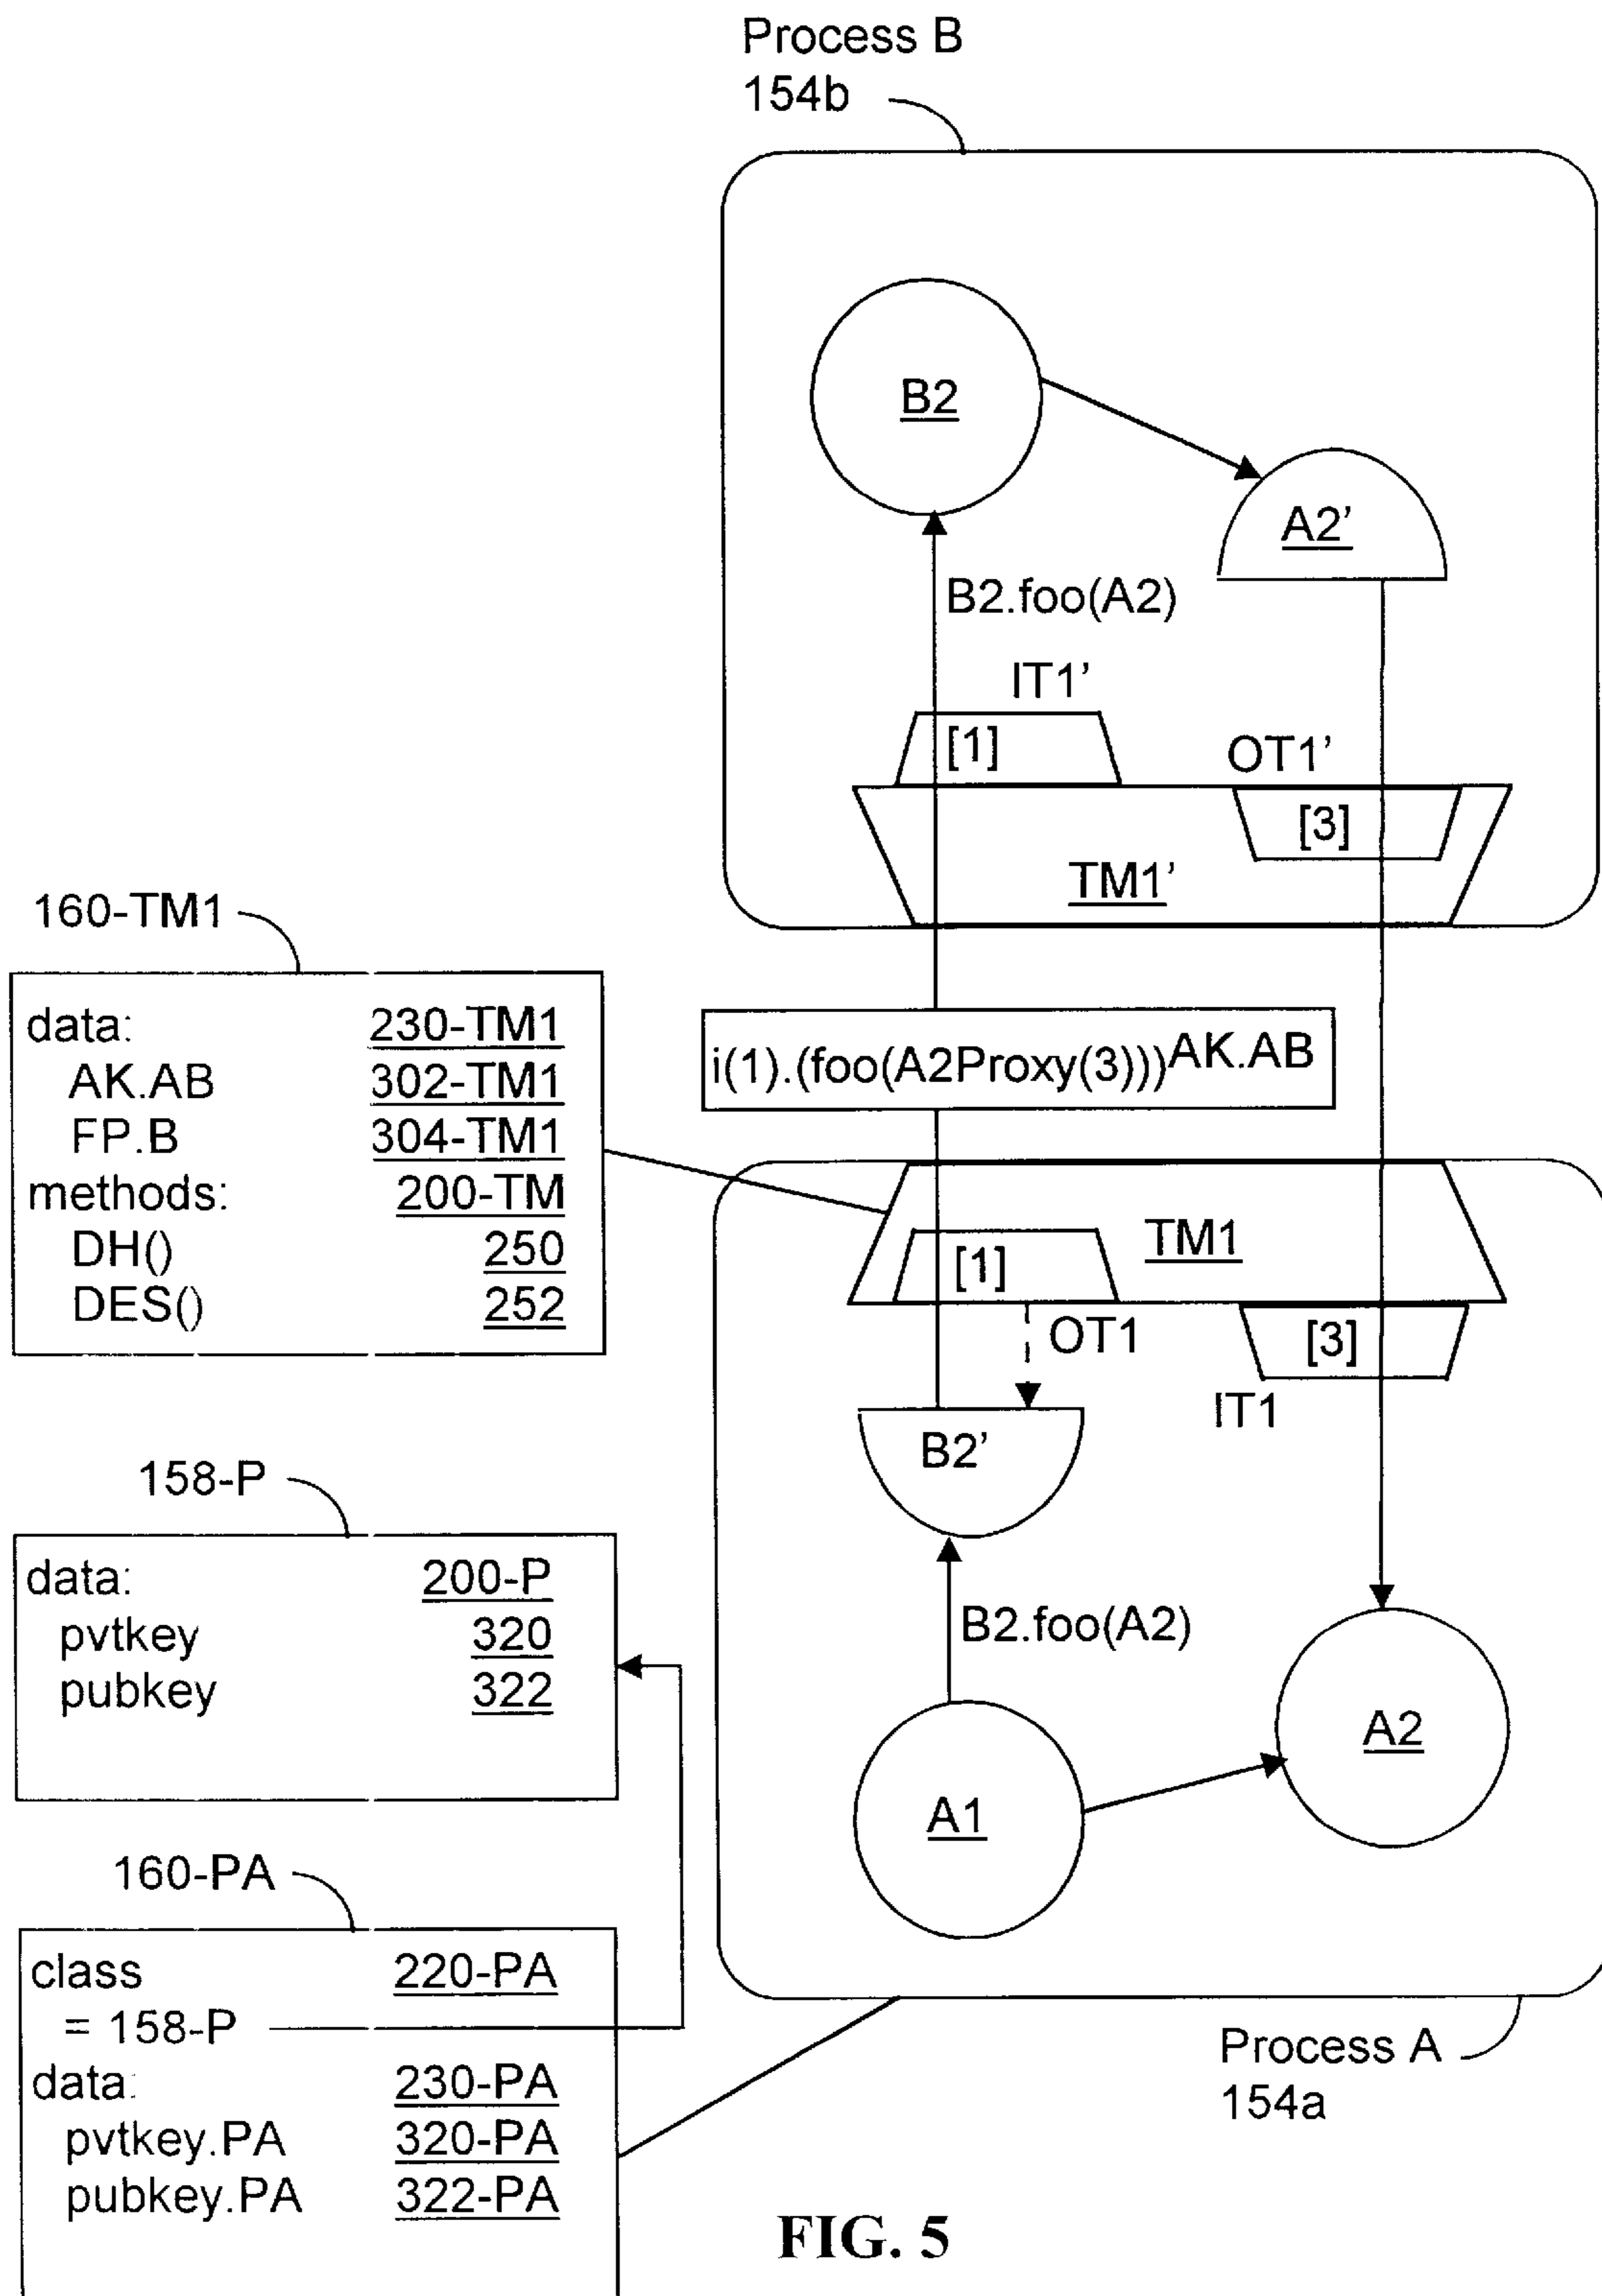 Process B
154b
B2
A2’
B2.foo(A2)
IT1’
[1]
OT1’
[3]
TM1’
160-TM1
data: 230-TM1
AK.AB 302-TM1
FP.B 304-TM1
methods: 200-TM
DH() 250
DES() 252
i(1).(foo(A2Proxy(3)))AK.AB
TM1
[1]
OT1
[3]
IT1
B2’
158-P
data: 200-P
pvtkey 320
pubkey 322
B2.foo(A2)
A2
A1
160-PA
class 220-PA
= 158-P
data: 230-PA
pvtkey.PA 320-PA
pubkey.PA 322-PA
Process A
154a
FIG. 5